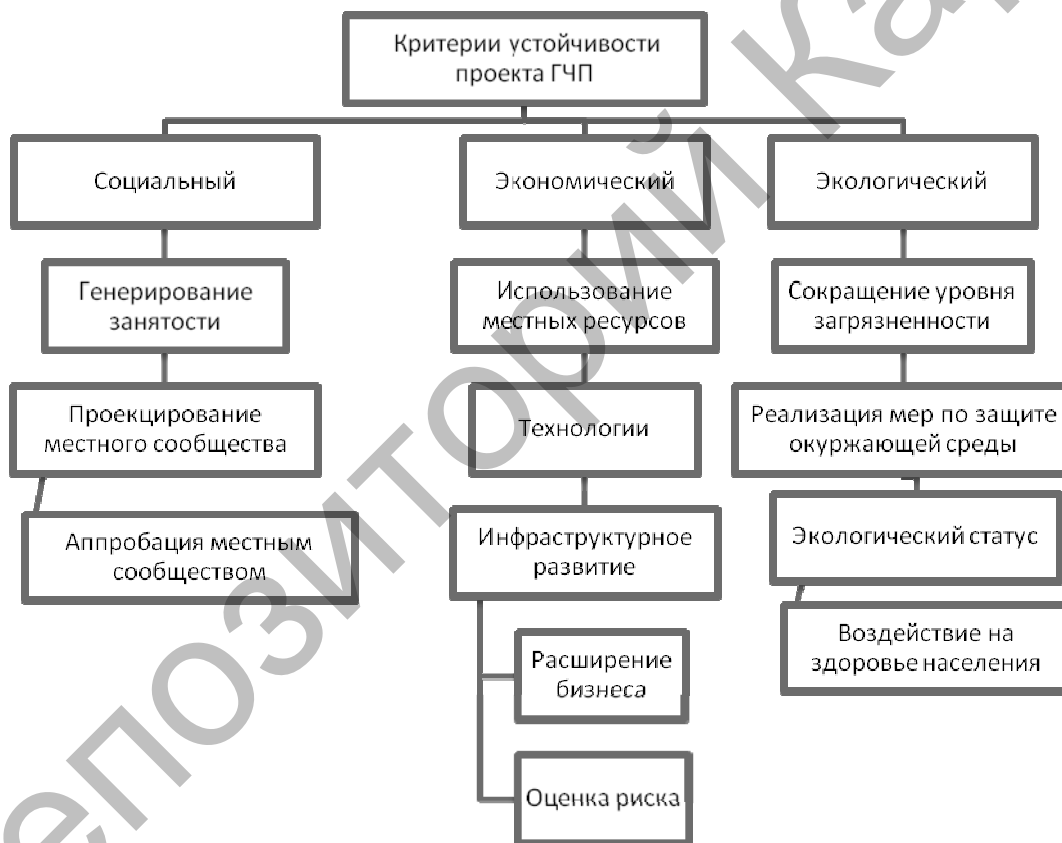 Критерии устойчивости
проекта ГЧП
Социальный
Экономический
Экологический
Генерирование
занятости
Использование
местных ресурсов
Сокращение уровня
загрязненности
Проекцирование
местного сообщества
Технологии
Реализация мер по защите
окуржающей среды
Аппробация местным
сообществом
Инфраструктурное
развитие
Экологический статус
Расширение
бизнеса
Воздействие на
здоровье населения
Оценка риска